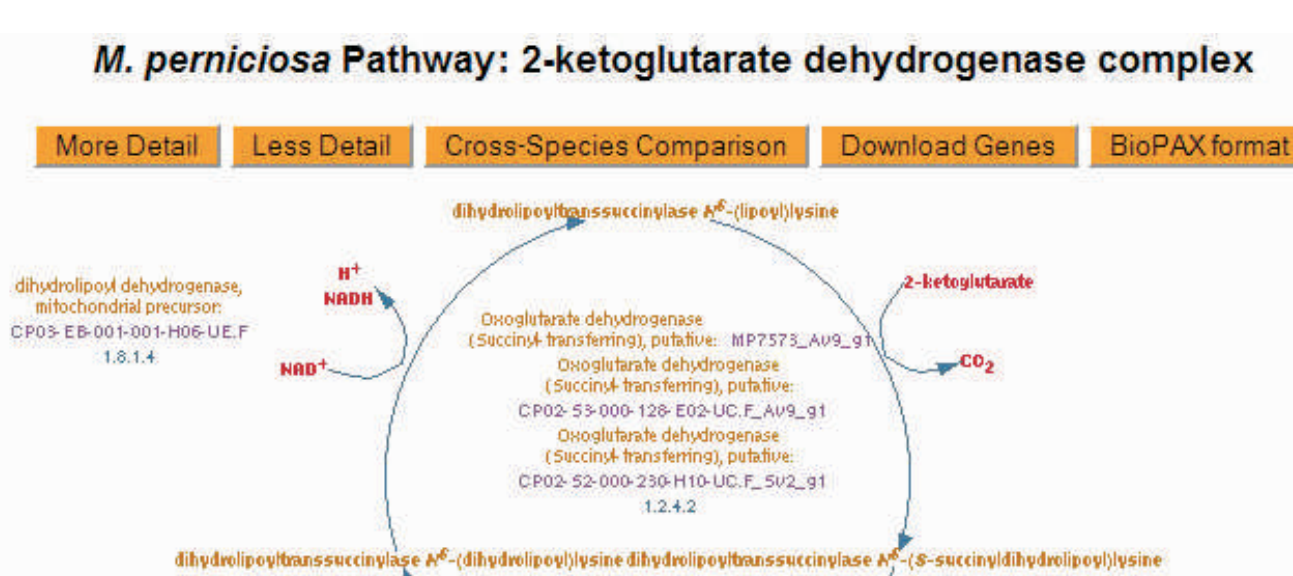 M. perniciosa Pathway: 2-ketoglutarate dehydrogenase complex
More Detail
Less Detail
Cross-Species Comparison
Download Genes
BioPAX format
dihydrolipoyltranssuccinylase N6-(lipoyl)lysine
dihydrolipoyl dehydrogenase,
mitochondrial precursor:
CP03-EB-001-001-H06-UE.F
1.8.1.4
H+
NADH
NAD+
2-ketoglutarate
CO2
Oxoglutarate dehydrogenase
(Succinyl-transferring), putative: MP7573_Av9_g1
Oxoglutarate dehydrogenase
(Succinyl-transferring), putative:
CP02-53-000-128-E02-UC.F_Av9_g1
Oxoglutarate dehydrogenase
(Succinyl-transferring), putative:
CP02-52-000-230-H10-UC.F_Sv2_g1
1.2.4.2
dihydrolipoyltranssuccinylase N6-(dihydrolipoyl)lysine dihydrolipoyltranssuccinylase N6-(S-succinyldihydrolipoyl)lysine